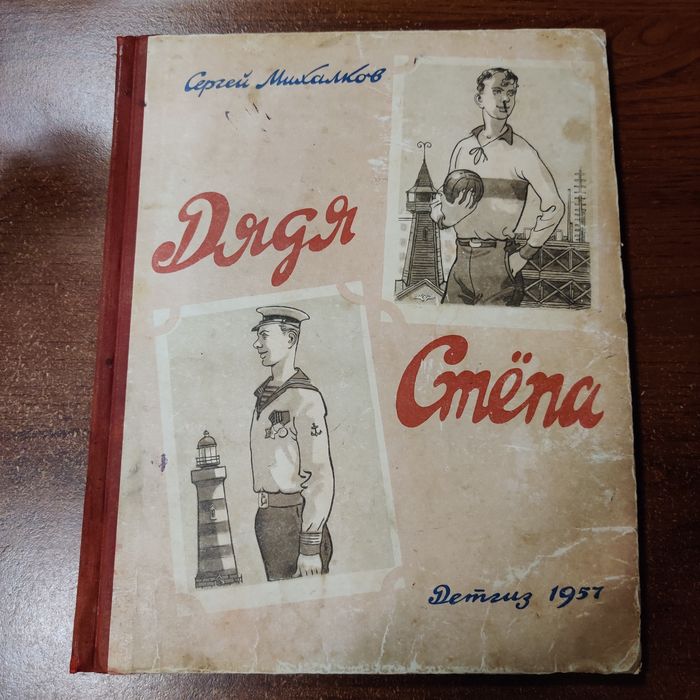 Сергей Михалков
Дядя
Стёпа
Детгиз 1957